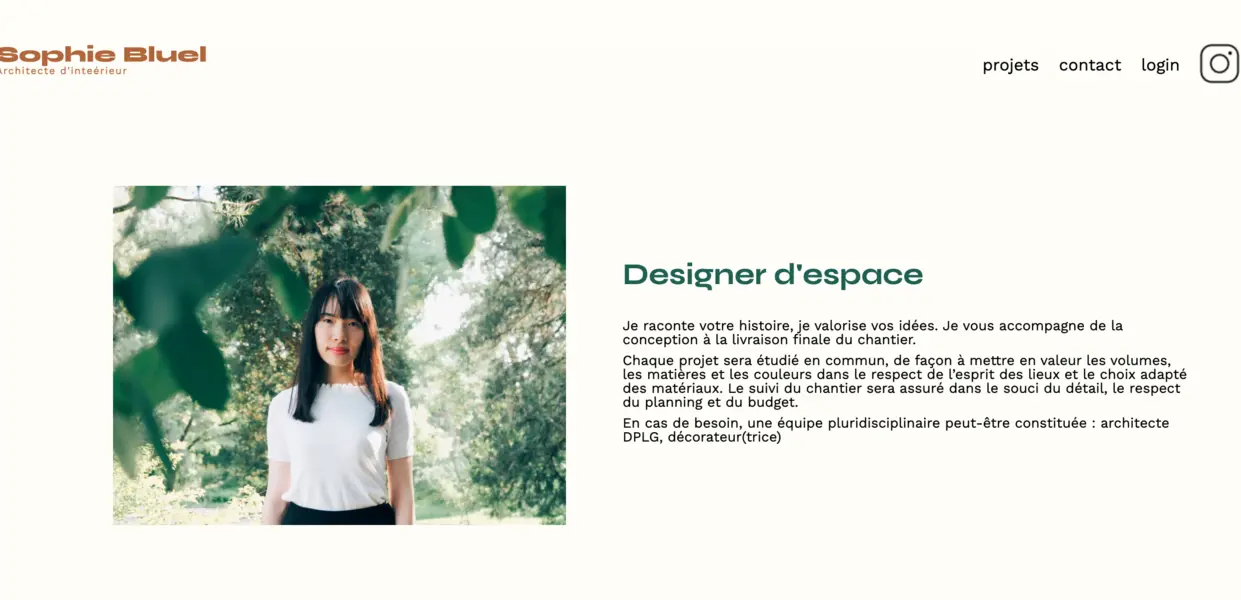 Sophie Bluel
Architecte d'inteérieur
projets contact login
Designer d'espace
Je raconte votre histoire, je valorise vos idées. Je vous accompagne de la
conception à la livraison finale du chantier.
Chaque projet sera étudié en commun, de façon à mettre en valeur les volumes,
les matières et les couleurs dans le respect de l’esprit des lieux et le choix adapté
des matériaux. Le suivi du chantier sera assuré dans le souci du détail, le respect
du planning et du budget.
En cas de besoin, une équipe pluridisciplinaire peut-être constituée : architecte
DPLG, décorateur(trice)